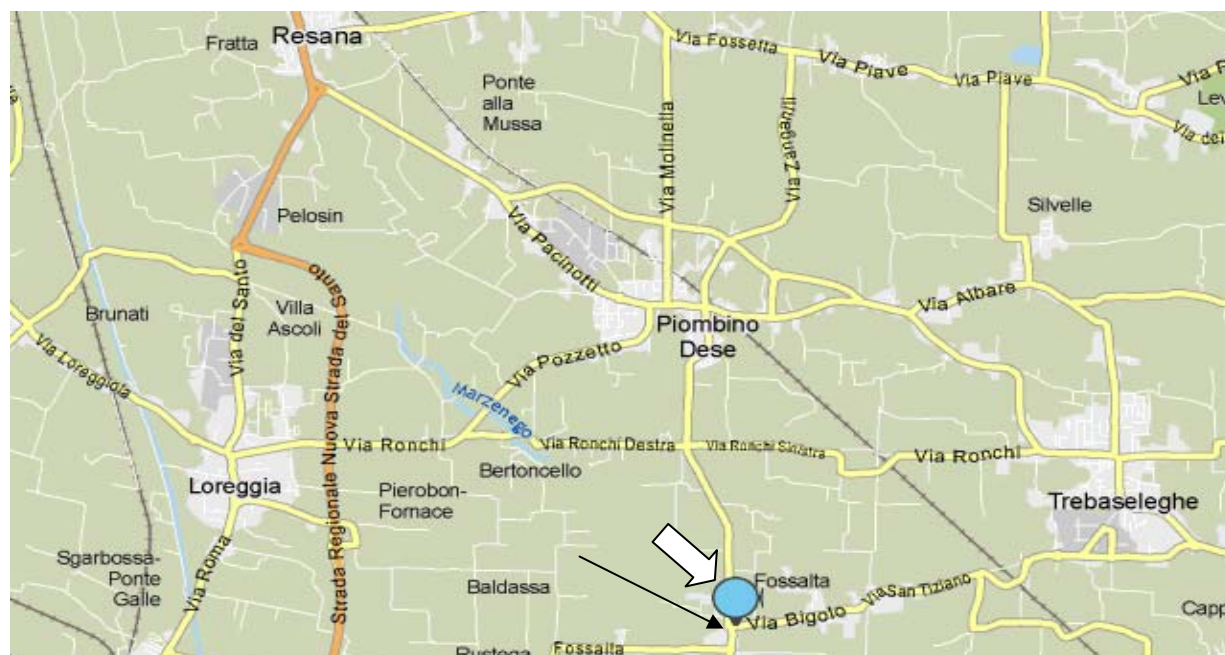 Resana
Fratta
Via Fossetta
Via Piave
Via Piave
Lev
Via dei
Ponte
alla
Mussa
Via Molinella
Via Zanganili
Silvelle
Pelosin
Via Pacinotti
Via Albare
Via del Santo
Villa
Ascoli
Strada Regionale Nuova Strada del Santo
Brunati
Via Loreggiola
Piombino
Dese
Via Pozzetto
Marzenego
Via Ronchi
Via Ronchi Destra
Via Ronchi Sinistra
Via Ronchi
Bertoncello
Loreggia
Pierobon-
Fornace
Trebaseleghe
Sgarbossa-
Ponte
Galle
Via Roma
Baldassa
Fossalta
Via San Tiziano
Via Bigolo
Capp
Rustega
Fossalta